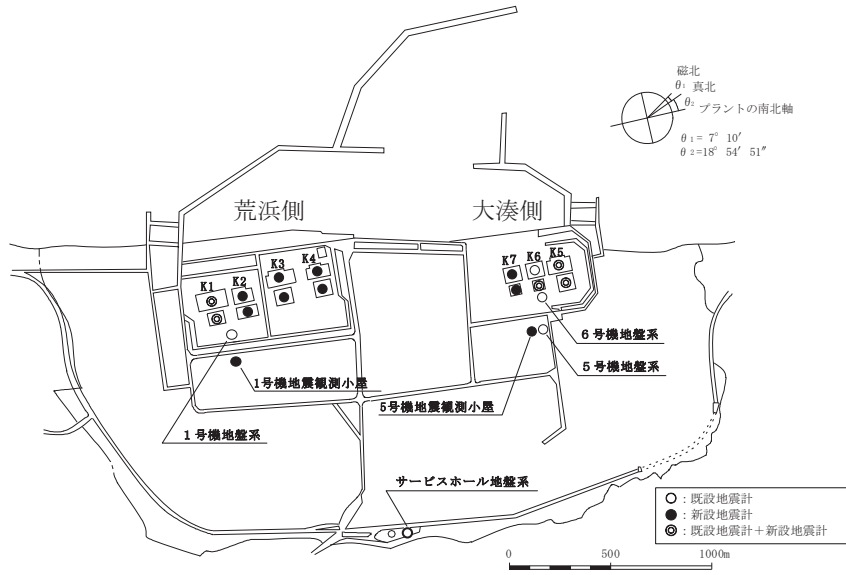 磁北
θ₁ 真北
θ₂ プラントの南北軸
θ₁= 7° 10′
θ₂=18° 54′ 51″
荒浜側
大湊側
K1
K2
K3
K4
K7
K6
K5
6号機地盤系
5号機地盤系
1号機地震観測小屋
5号機地震観測小屋
1号機地盤系
サービスホール地盤系
○ : 既設地震計
● : 新設地震計
◎ : 既設地震計＋新設地震計
0 500 1000m